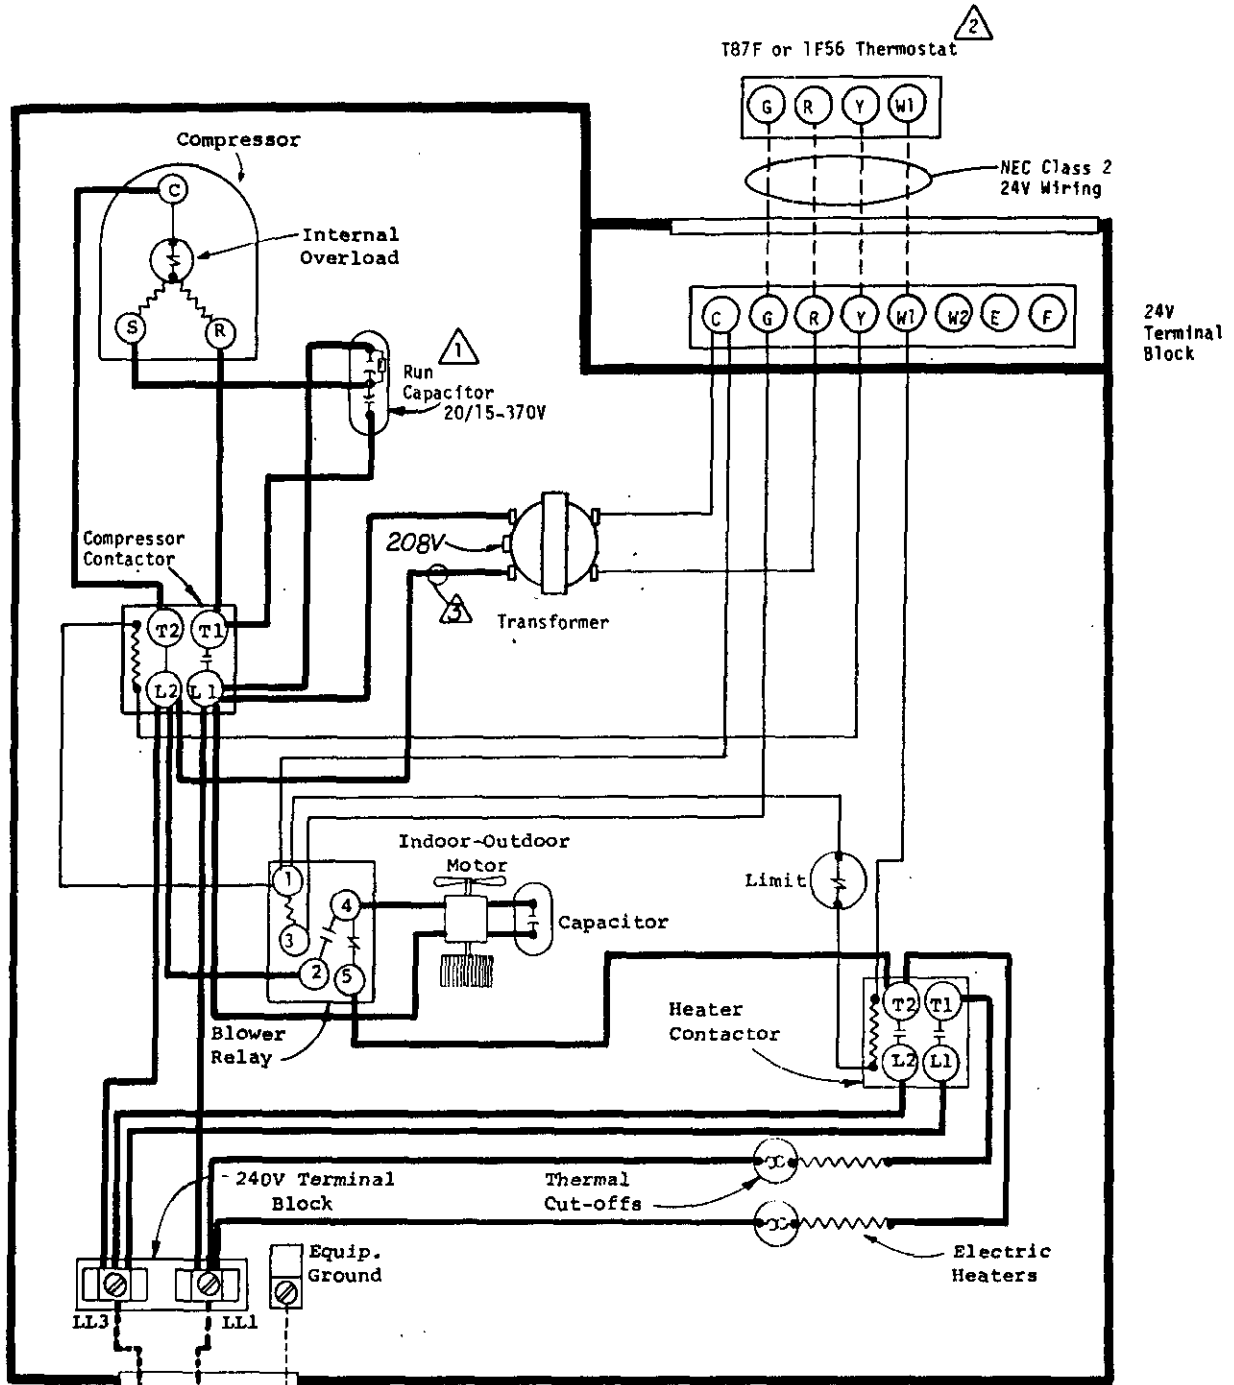 2
T87F or 1F56 Thermostat
G R Y W1
Compressor
NEC Class 2
24V Wiring
C
Internal
Overload
S R
C G R Y W1 W2 E F
24V
Terminal
Block
1
Run
Capacitor
20/15-370V
Compressor
Contactor
208V
3
Transformer
T2 T1
L2 L1
Indoor-Outdoor
Motor
1
4
Limit
Capacitor
3
2 5
Blower
Relay
Heater
Contactor
T2 T1
L2 L1
240V Terminal
Block
Thermal
Cut-offs
Equip.
Ground
Electric
Heaters
LL3 LL1